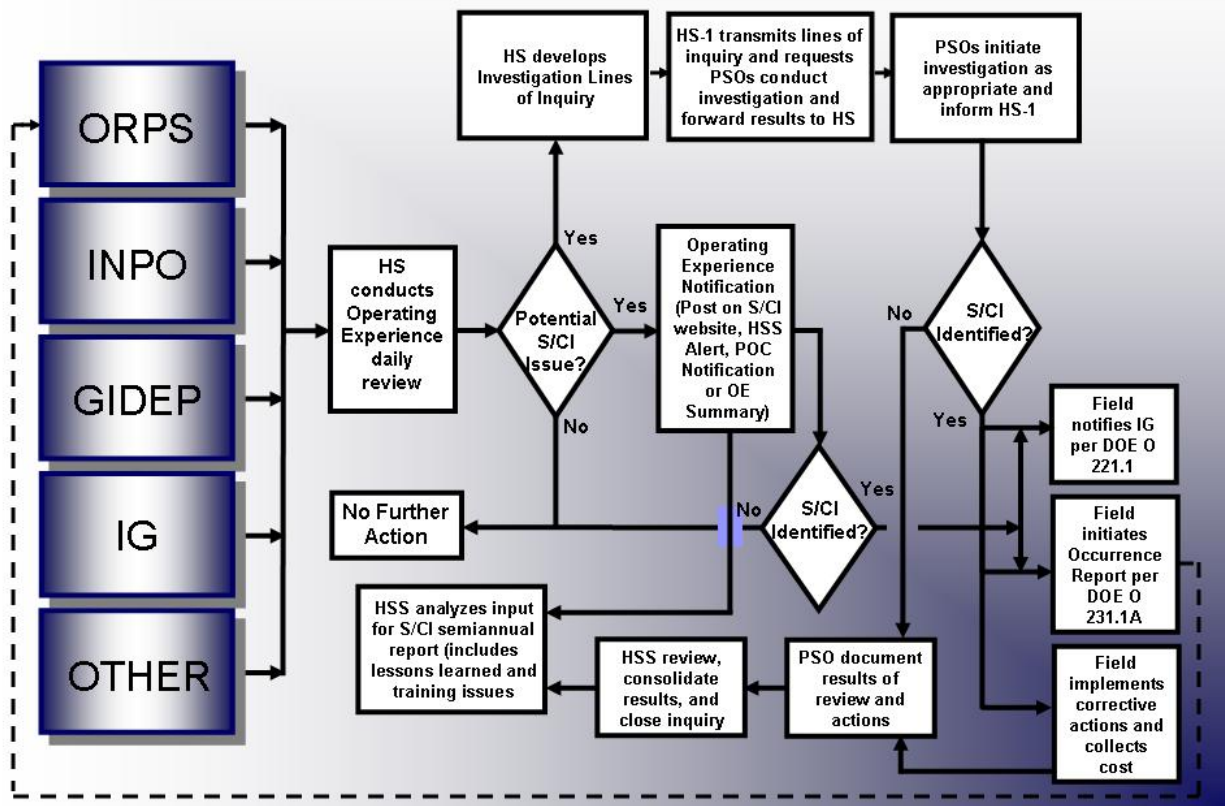 ORPS
INPO
GIDEP
IG
OTHER
HS
conducts
Operating
Experience
daily
review
Potential
S/CI
Issue?
Yes
Yes
No
HS develops
Investigation Lines
of Inquiry
HS-1 transmits lines of
inquiry and requests
PSOs conduct
investigation and
forward results to HS
PSOs initiate
investigation as
appropriate and
inform HS-1
Operating
Experience
Notification
(Post on S/CI
website, HSS
Alert, POC
Notification
or OE
Summary)
S/CI
Identified?
No
Yes
S/CI
Identified?
No
Yes
No Further
Action
Field
notifies IG
per DOE O
221.1
Field
initiates
Occurrence
Report per
DOE O
231.1A
Field
implements
corrective
actions and
collects
cost
PSO document
results of
review and
actions
HSS review,
consolidate
results, and
close inquiry
HSS analyzes input
for S/CI semiannual
report (includes
lessons learned and
training issues